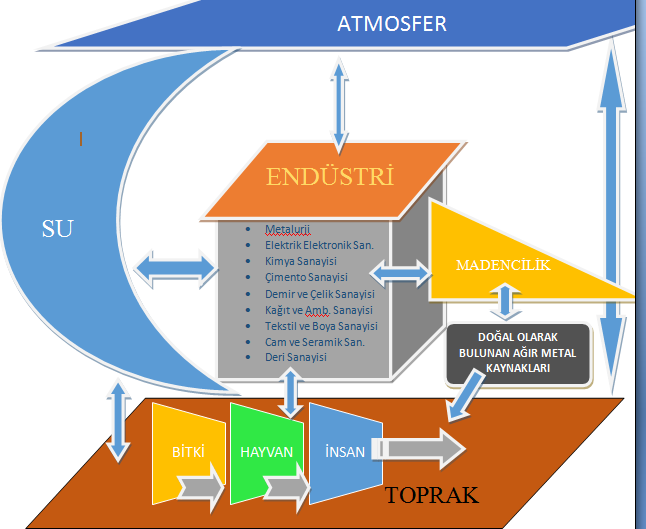 ATMOSFER
ENDÜSTRİ
SU
• Metalurji
• Elektrik Elektronik San.
• Kimya Sanayisi
• Çimento Sanayisi
• Demir ve Çelik Sanayisi
• Kağıt ve Amb. Sanayisi
• Tekstil ve Boya Sanayisi
• Cam ve Seramik San.
• Deri Sanayisi
MADENCİLİK
DOĞAL OLARAK
BULUNAN AĞIR METAL
KAYNAKLARI
BİTKİ
HAYVAN
İNSAN
TOPRAK